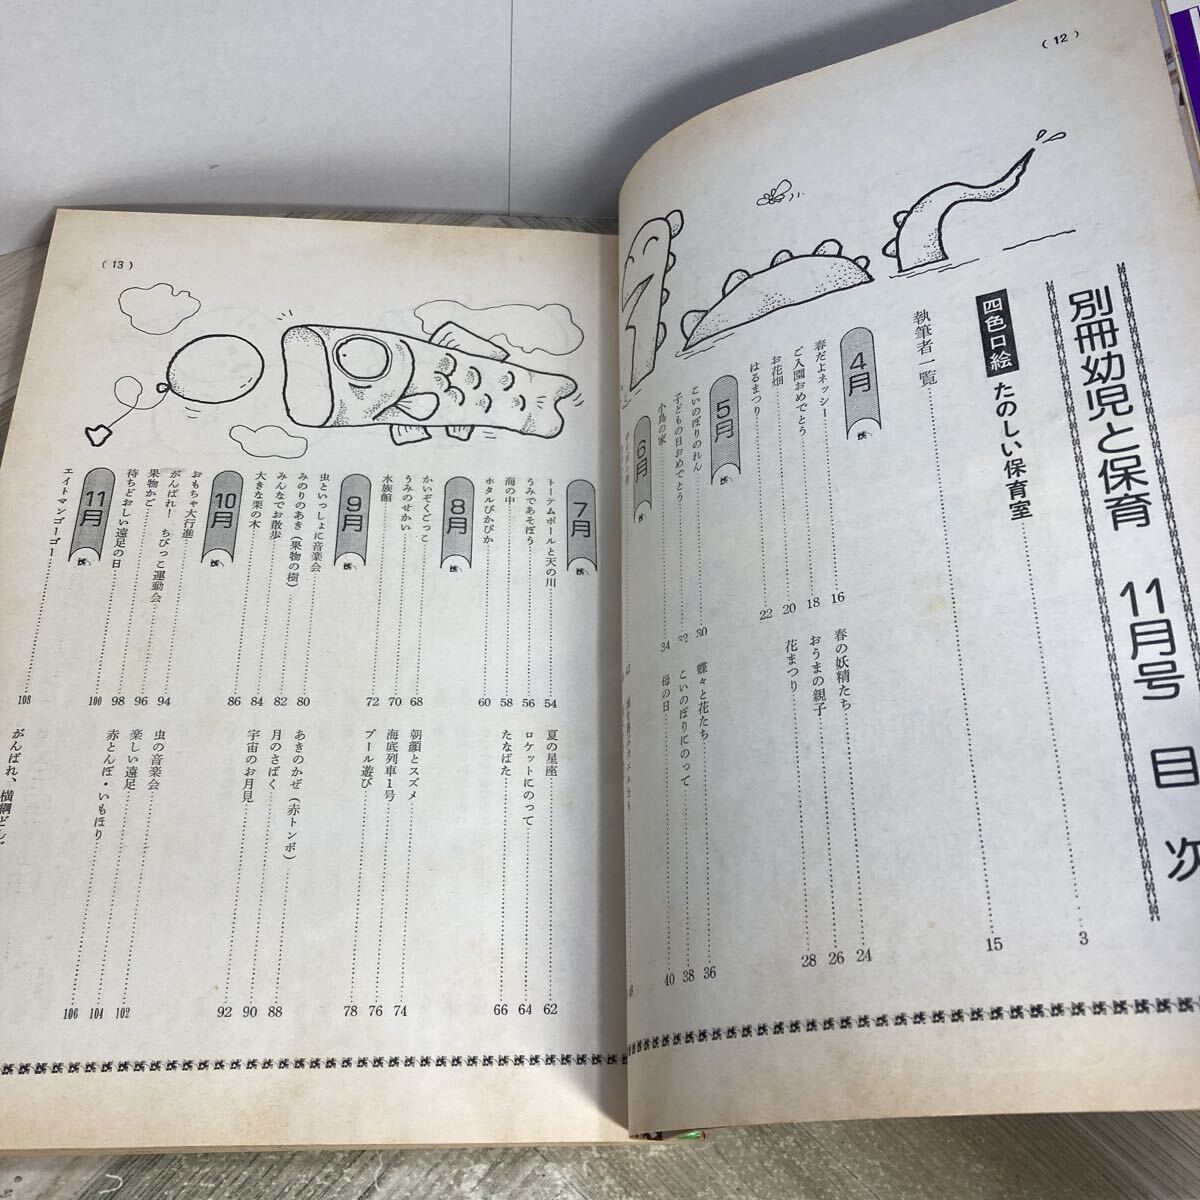 (12)
別冊幼児と保育 11月号 目次
四色口絵 たのしい保育室 3
執筆者一覧 15
4月
春だよネッシー 16
ご入園おめでとう 18
お花畑 20
はるまつり 22
春の妖精たち 24
おうまの親子 26
花まつり 28
5月
こいのぼりのれん 30
子どもの日おめでとう 32
小鳥の家 34
蝶々と花たち 36
こいのぼりにのって 38
母の日 40
6月
(13)
7月
トーテムポールと天の川 54
うみであそぼう 56
海の中 58
ホタルぴかぴか 60
夏の星座 62
ロケットにのって 64
たなばた 66
8月
かいぞくごっこ 68
うみのせかい 70
水族館 72
朝顔とスズメ 74
海底列車1号 76
プール遊び 78
9月
虫といっしょに音楽会 80
みのりのあき(果物の樹) 82
みんなでお散歩 84
大きな栗の木 86
あきのかぜ(赤トンボ) 88
月のさばく 90
宇宙のお月見 92
10月
おもちゃ大行進 94
がんばれ! ちびっこ運動会 96
果物かご 98
待ちどおしい遠足の日 100
虫の音楽会 102
楽しい遠足 104
赤とんぼ・いもほり 106
11月
エイトマンゴーゴー 108
がんばれ、横綱どし